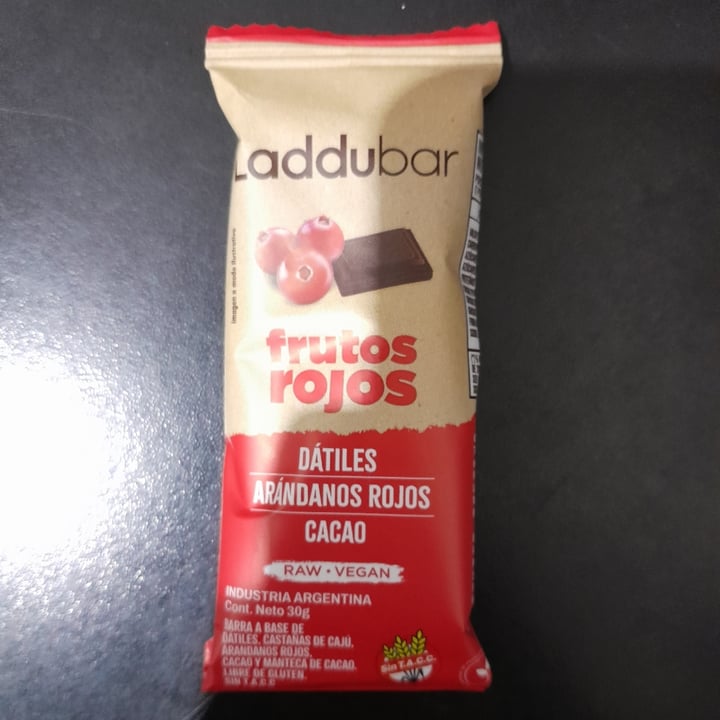 Laddubar
imagen a modo ilustrativo
frutos
rojos
DÁTILES
ARÁNDANOS ROJOS
CACAO
RAW • VEGAN
INDUSTRIA ARGENTINA
Cont. Neto 30g
BARRA A BASE DE
DÁTILES, CASTAÑAS DE CAJÚ,
ARANDANOS ROJOS,
CACAO Y MANTECA DE CACAO.
LIBRE DE GLUTEN.
SIN T.A.C.C
Sin T.A.C.C.